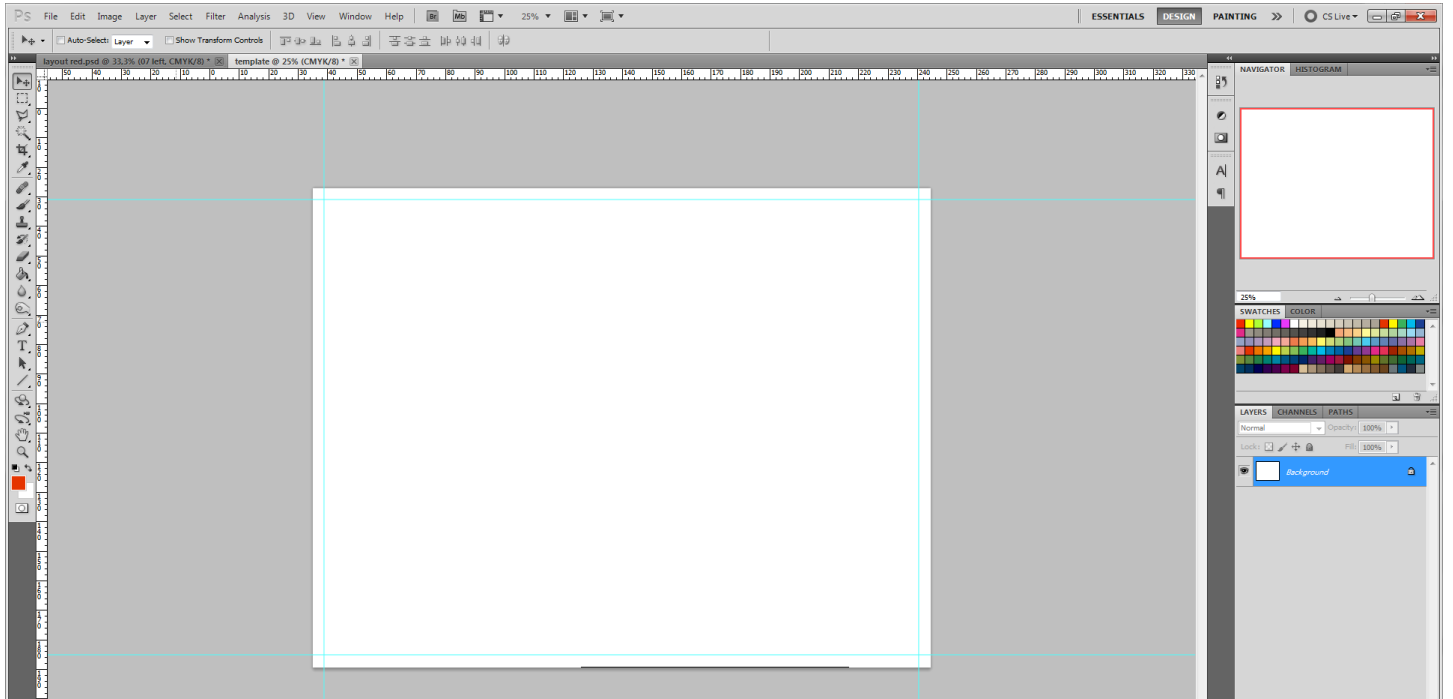 PS File Edit Image Layer Select Filter Analysis 3D View Window Help Br Mb 25% ESSENTIALS DESIGN PAINTING CS Live
Auto-Select: Layer Show Transform Controls
layout red.psd @ 33,3% (07 left, CMYK/8) * template @ 25% (CMYK/8) *
50 40 30 20 10 0 10 20 30 40 50 60 70 80 90 100 110 120 130 140 150 160 170 180 190 200 210 220 230 240 250 260 270 280 290 300 310 320 330
NAVIGATOR HISTOGRAM
25%
SWATCHES COLOR
LAYERS CHANNELS PATHS
Normal Opacity: 100%
Lock: Fill: 100%
Background